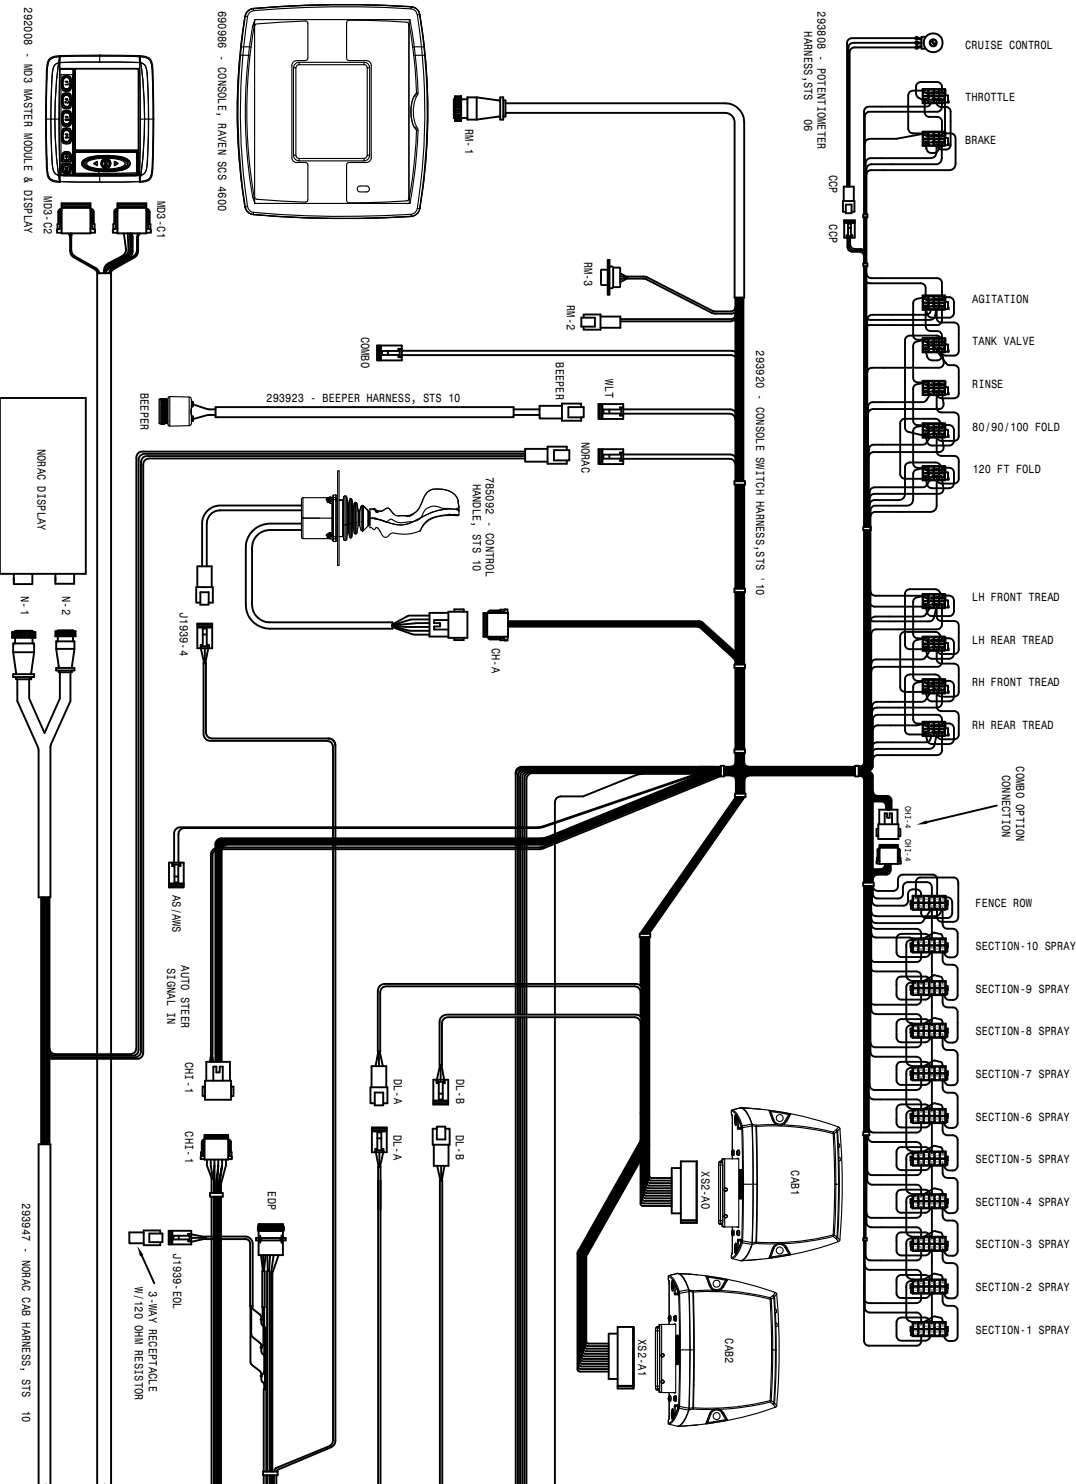 CRUISE CONTROL
THROTTLE
BRAKE
AGITATION
TANK VALVE
RINSE
80/90/100 FOLD
120 FT FOLD
LH FRONT TREAD
LH REAR TREAD
RH FRONT TREAD
RH REAR TREAD
FENCE ROW
SECTION-10 SPRAY
SECTION-9 SPRAY
SECTION-8 SPRAY
SECTION-7 SPRAY
SECTION-6 SPRAY
SECTION-5 SPRAY
SECTION-4 SPRAY
SECTION-3 SPRAY
SECTION-2 SPRAY
SECTION-1 SPRAY
293923 - BEEPER HARNESS, STS 10
293808 - POTENTIOMETER
HARNESS,STS 06
CCP
CCP
COMBO OPTION
CONNECTION
CHI-4
CHI-4
293920 - CONSOLE SWITCH HARNESS,STS '10
CAB1
XS2-A0
CAB2
XS2-A1
WLT
RM-3
RM-2
BEEPER
NORAC
RM-1
785092 - CONTROL
HANDLE, STS 10
CH-A
DL-B
DL-B
DL-A
DL-A
COMBO
690986 - CONSOLE, RAVEN SCS 4600
EDP
BEEPER
J1939-4
AS/AWS
AUTO STEER
SIGNAL IN
CHI-1
CHI-1
J1939-EOL
3-WAY RECEPTACLE
W/120 OHM RESISTOR
MD3-C1
MD3-C2
292008 - MD3 MASTER MODULE & DISPLAY
NORAC DISPLAY
N-2
N-1
293947 - NORAC CAB HARNESS, STS 10